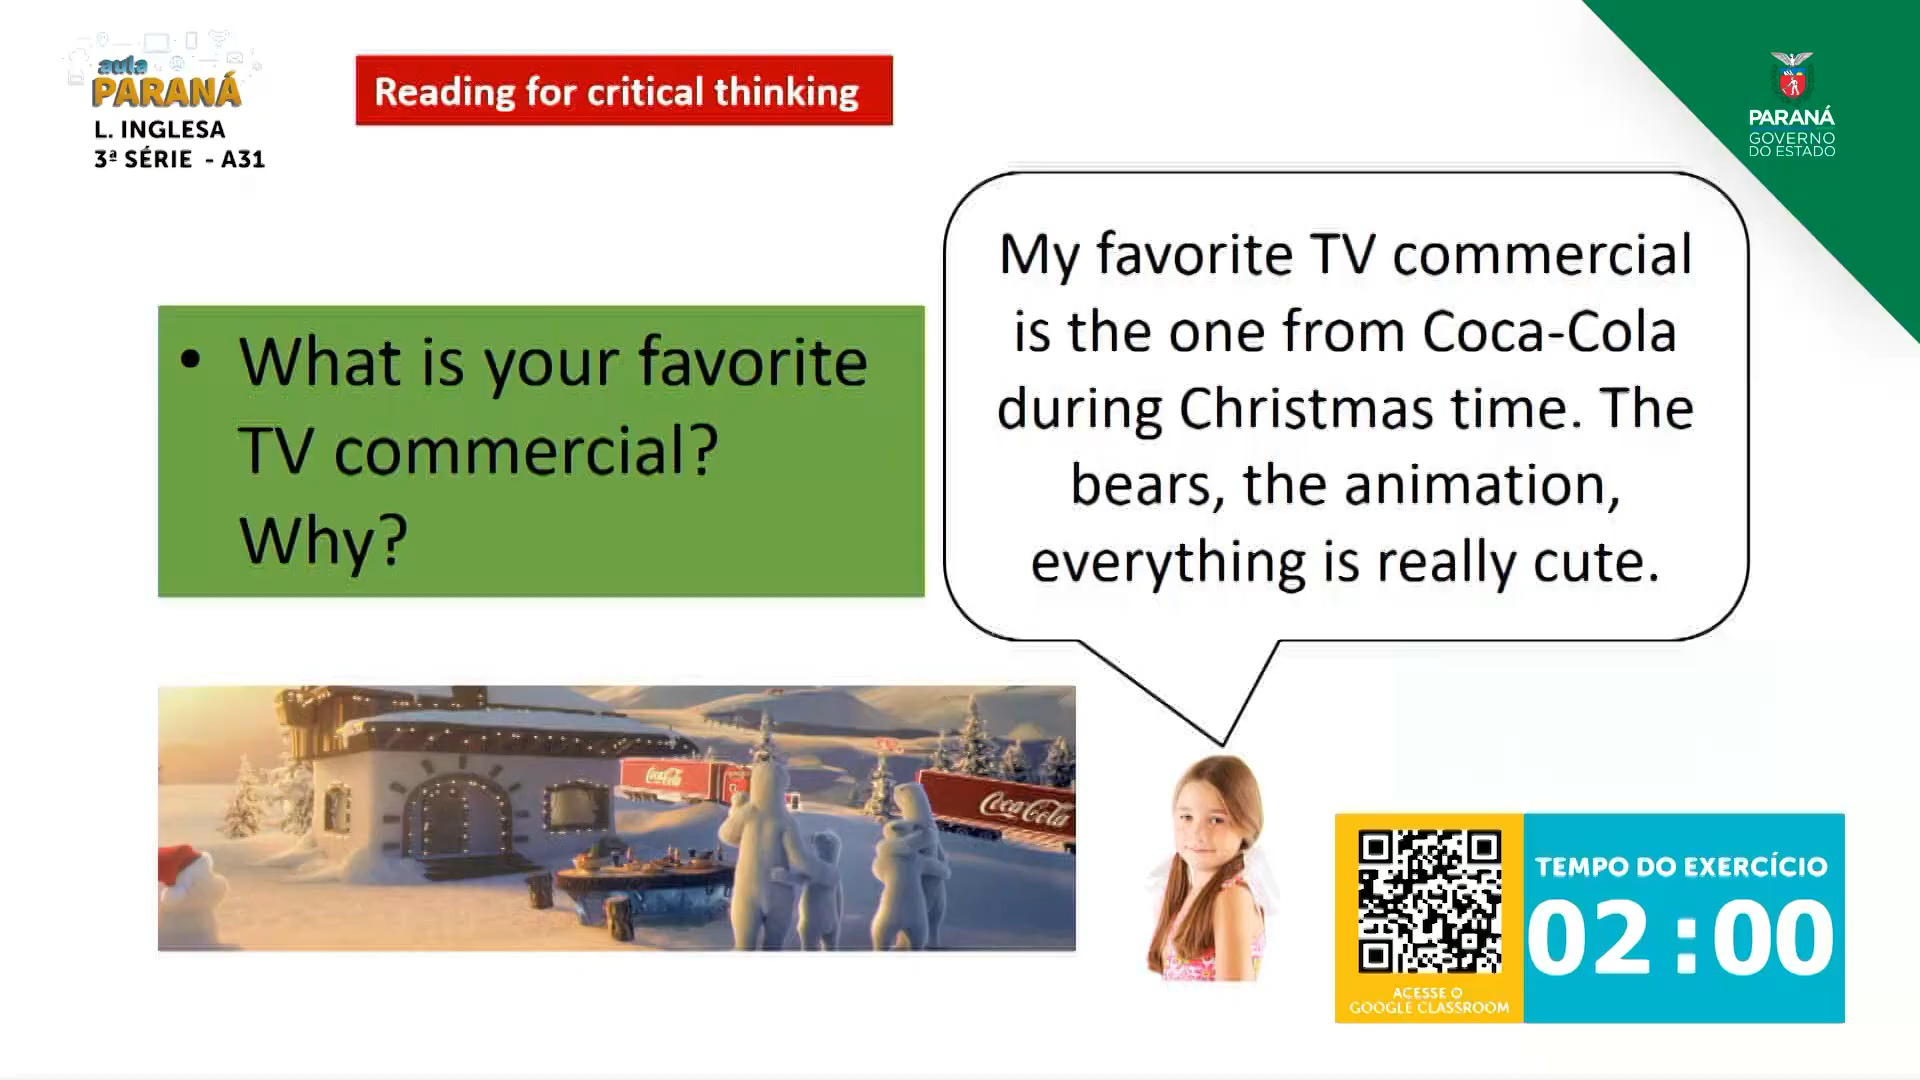 aula
PARANÁ
L. INGLESA
3ª SÉRIE - A31
Reading for critical thinking
PARANÁ
GOVERNO
DO ESTADO
• What is your favorite
TV commercial?
Why?
My favorite TV commercial
is the one from Coca-Cola
during Christmas time. The
bears, the animation,
everything is really cute.
Coca-Cola
Coca-Cola
TEMPO DO EXERCÍCIO
02:00
ACESSE O
GOOGLE CLASSROOM